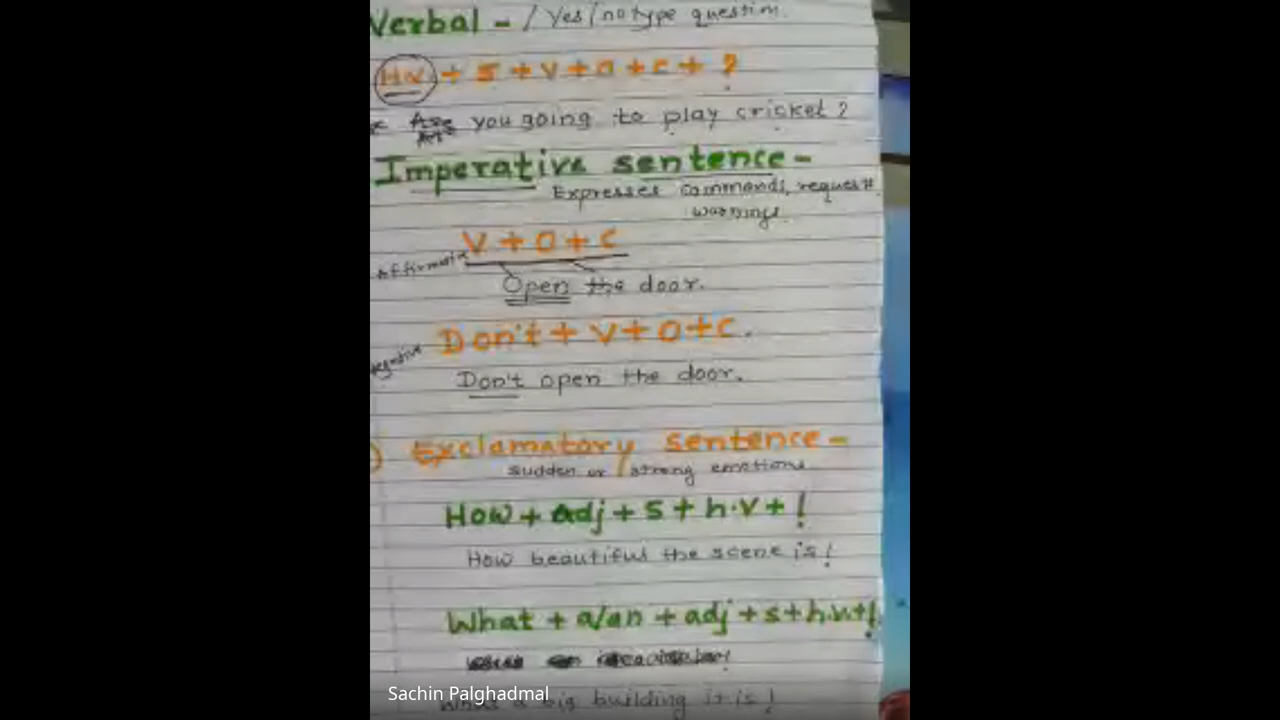 Verbal - / Yes/no type question.
HV + S + V + O + C + ?
Are you going to play cricket?
Imperative sentence -
Expresses commands, request
warnings.
V + O + C
Affirmative
Open the door.
Don't + V + O + C.
Negative
Don't open the door.
) Exclamatory sentence -
sudden or strong emotions
How + adj + S + h.v + !
How beautiful the scene is!
What + a/an + adj + s + h.v + !
What a big building it is!
Sachin Palghadmal